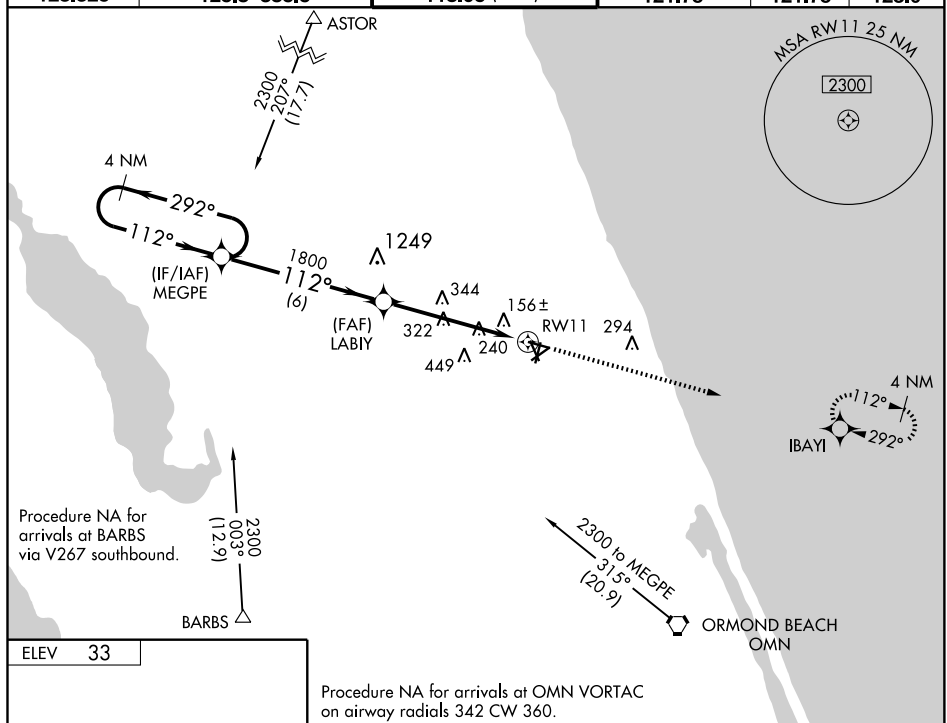 ASTOR
MSA RW11 25 NM
2300
2300
207°
(17.7)
4 NM
292°
112°
(IF/IAF)
MEGPE
1800
112°
(6)
1249
(FAF)
LABIY
344
322
156±
240
449
RW11
294
4 NM
112°
292°
IBAYI
Procedure NA for
arrivals at BARBS
via V267 southbound.
2300
003°
(12.9)
BARBS
2300 to MEGPE
315°
(20.9)
ORMOND BEACH
OMN
ELEV 33
Procedure NA for arrivals at OMN VORTAC
on airway radials 342 CW 360.